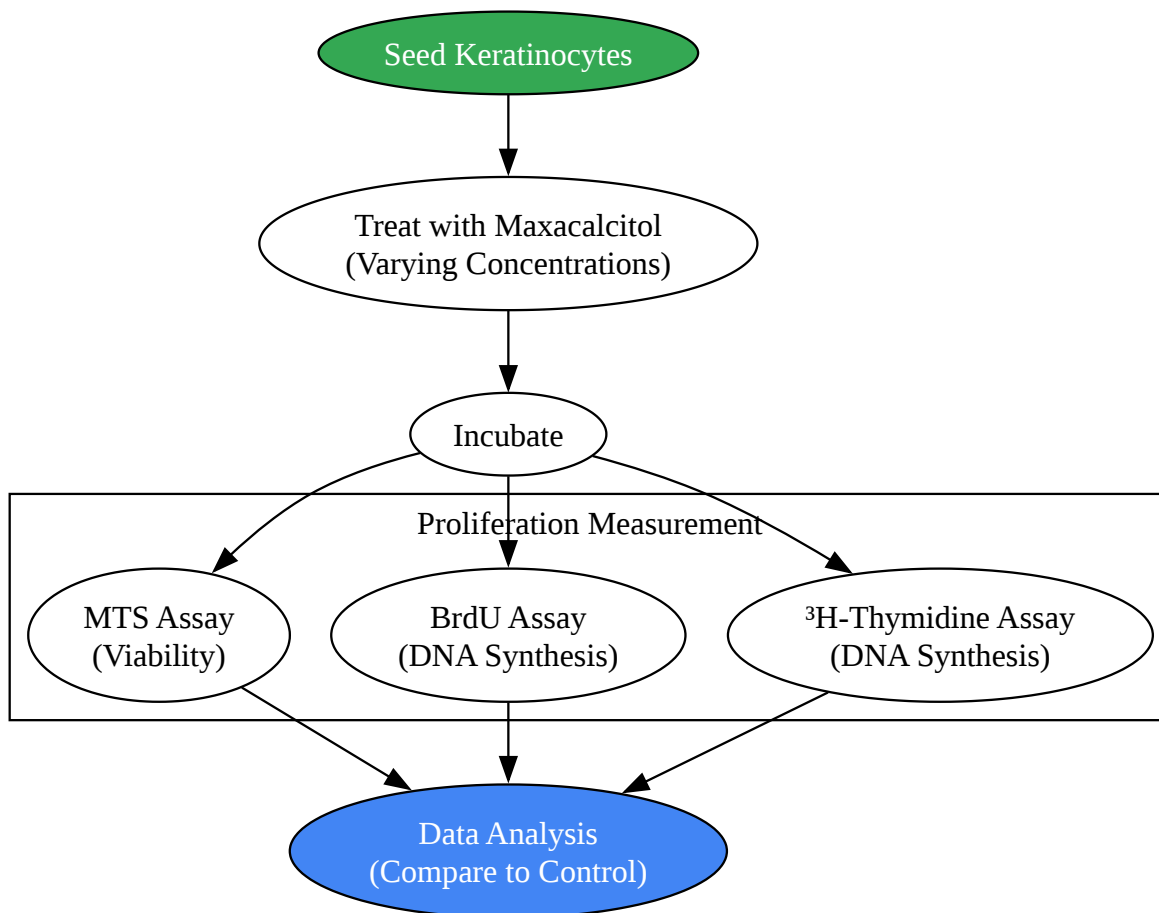 Seed Keratinocytes
Treat with Maxacalcitol
(Varying Concentrations)
Incubate
Proliferation Measurement
MTS Assay
(Viability)
BrdU Assay
(DNA Synthesis)
³H-Thymidine Assay
(DNA Synthesis)
Data Analysis
(Compare to Control)